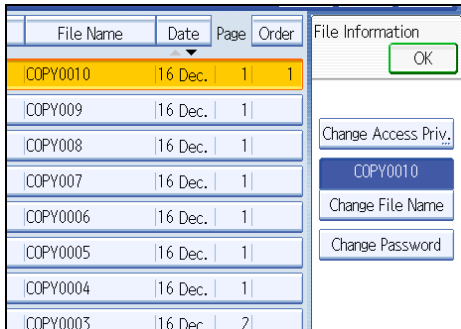 File Name Date Page Order File Information
OK
COPY0010 16 Dec. 1 1
COPY009 16 Dec. 1
Change Access Priv.
COPY008 16 Dec. 1
COPY007 16 Dec. 1
COPY0010
COPY0006 16 Dec. 1
Change File Name
COPY0005 16 Dec. 1
Change Password
COPY0004 16 Dec. 1
COPY0003 16 Dec. 2